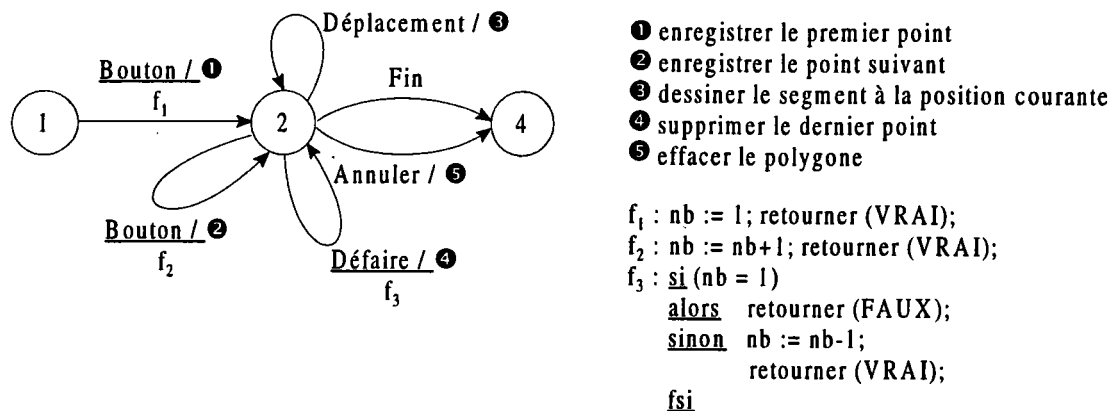 Déplacement / ❸
Bouton / ❶
f₁
Fin
1
2
4
Annuler / ❺
Bouton / ❷
f₂
Défaire / ❹
f₃
❶ enregistrer le premier point
❷ enregistrer le point suivant
❸ dessiner le segment à la position courante
❹ supprimer le dernier point
❺ effacer le polygone
f₁ : nb := 1; retourner (VRAI);
f₂ : nb := nb+1; retourner (VRAI);
f₃ : si (nb = 1)
alors retourner (FAUX);
sinon nb := nb-1;
retourner (VRAI);
fsi